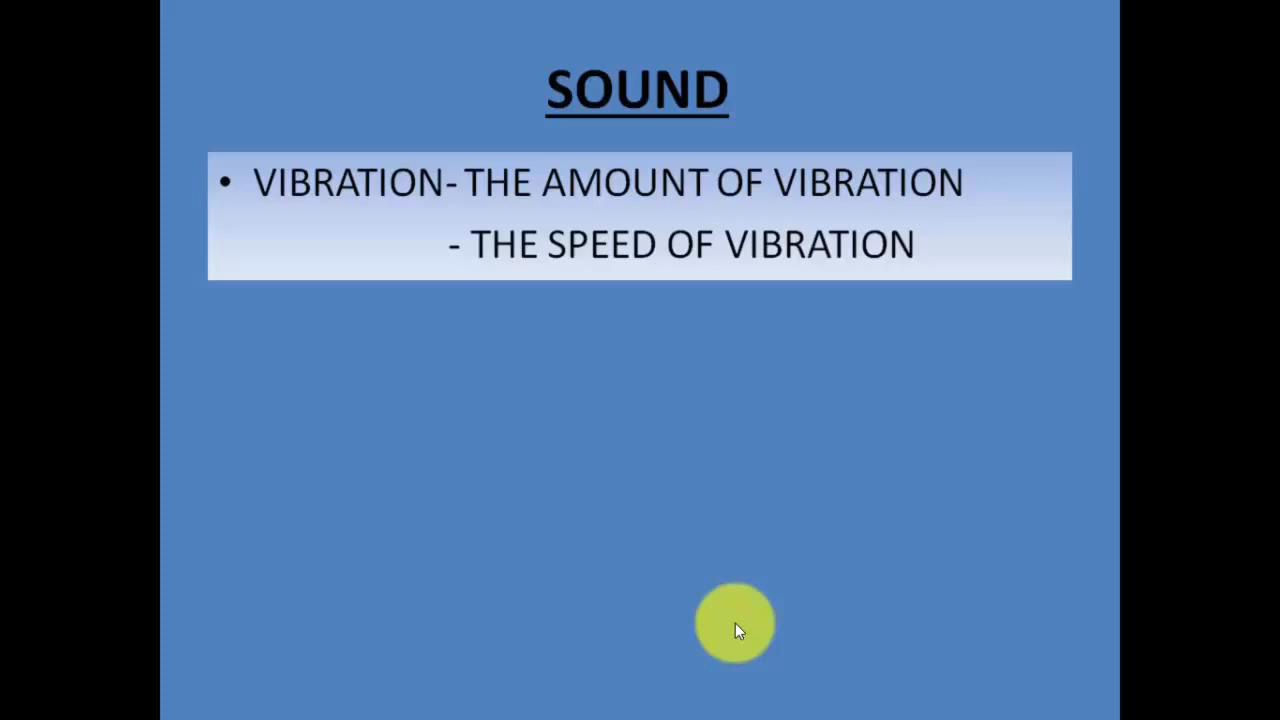 SOUND
• VIBRATION- THE AMOUNT OF VIBRATION
- THE SPEED OF VIBRATION